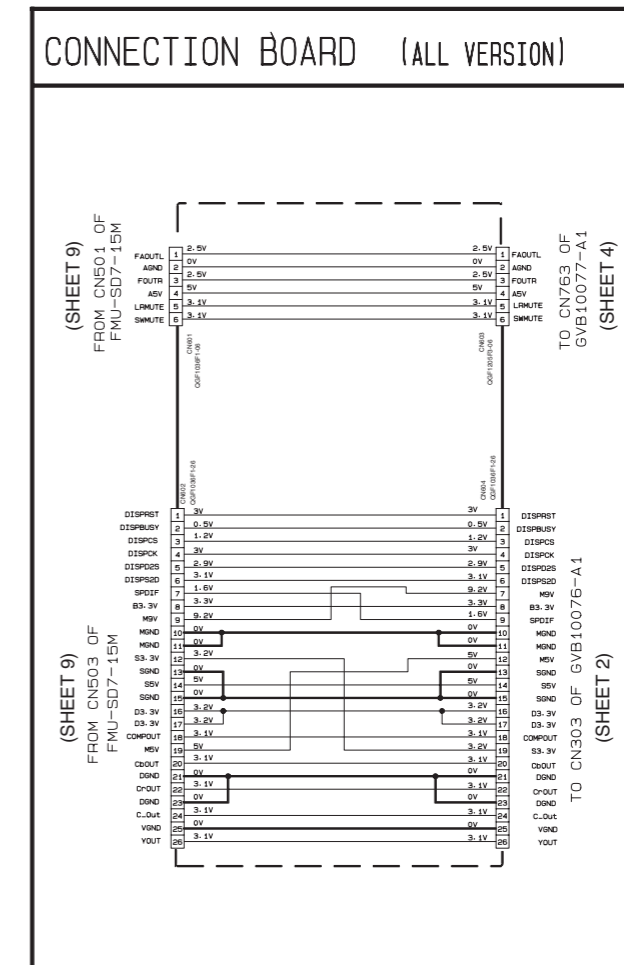 CONNECTION BOARD (ALL VERSION)
(SHEET 9)
FROM CN501 OF
FMU-SD7-15M
FAOUTL 1 2.5V 2.5V 1 FAOUTL
AGND 2 0V 0V 2 AGND
FOUTR 3 2.5V 2.5V 3 FOUTR
A5V 4 5V 5V 4 A5V
LRMUTE 5 3.1V 3.1V 5 LRMUTE
SWMUTE 6 3.1V 3.1V 6 SWMUTE
TO CN763 OF
GVB10077-A1
(SHEET 4)
CN601
QGF1036F1-06
CN603
QGF1205F3-06
CN602
QGF1036F1-26
CN604
QGF1036F1-26
(SHEET 9)
FROM CN503 OF
FMU-SD7-15M
DISPRST 1 3V 3V 1 DISPRST
DISPBUSY 2 0.5V 0.5V 2 DISPBUSY
DISPCS 3 1.2V 1.2V 3 DISPCS
DISPCK 4 3V 3V 4 DISPCK
DISPD2S 5 2.9V 2.9V 5 DISPD2S
DISPS2D 6 3.1V 3.1V 6 DISPS2D
SPDIF 7 1.6V 9.2V 7 M9V
B3.3V 8 3.3V 3.3V 8 B3.3V
M9V 9 9.2V 1.6V 9 SPDIF
MGND 10 0V 0V 10 MGND
MGND 11 0V 0V 11 MGND
S3.3V 12 3.2V 5V 12 M5V
SGND 13 0V 0V 13 SGND
S5V 14 5V 5V 14 S5V
SGND 15 0V 0V 15 SGND
D3.3V 16 3.2V 3.2V 16 D3.3V
D3.3V 17 3.2V 3.2V 17 D3.3V
COMPOUT 18 3.1V 3.1V 18 COMPOUT
M5V 19 5V 3.2V 19 S3.3V
CbOUT 20 3.1V 3.1V 20 CbOUT
DGND 21 0V 0V 21 DGND
CrOUT 22 3.1V 3.1V 22 CrOUT
DGND 23 0V 0V 23 DGND
C_Out 24 3.1V 3.1V 24 C_Out
VGND 25 0V 0V 25 VGND
YOUT 26 3.1V 3.1V 26 YOUT
TO CN303 OF GVB10076-A1
(SHEET 2)